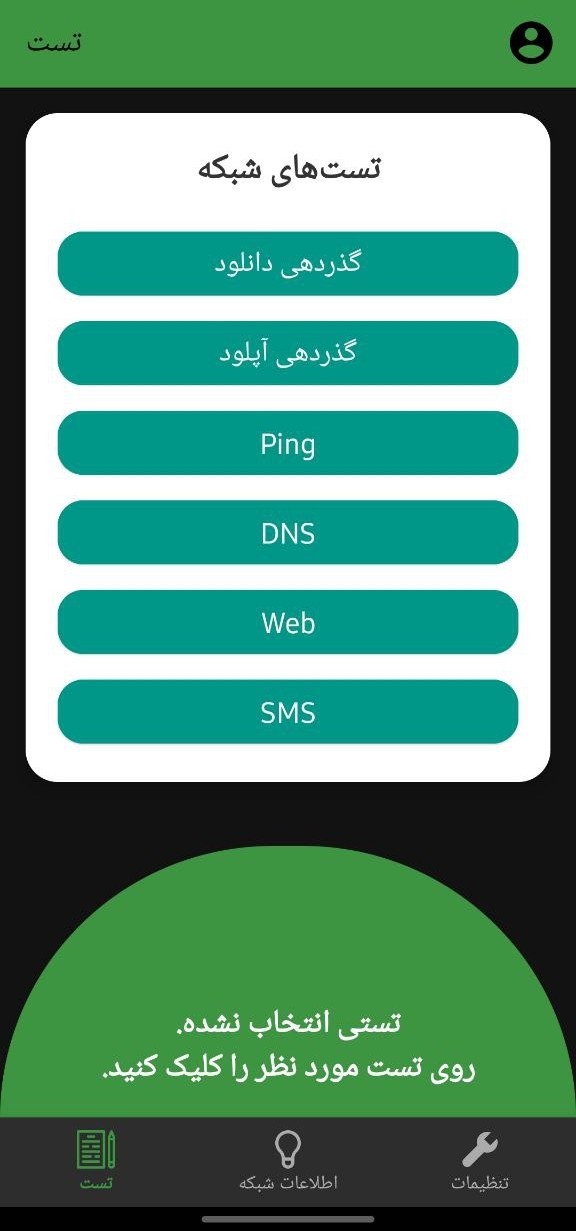 تست
تست‌های شبکه
گذردهی دانلود
گذردهی آپلود
Ping
DNS
Web
SMS
تستی انتخاب نشده.
روی تست مورد نظر را کلیک کنید.
تست
اطلاعات شبکه
تنظیمات